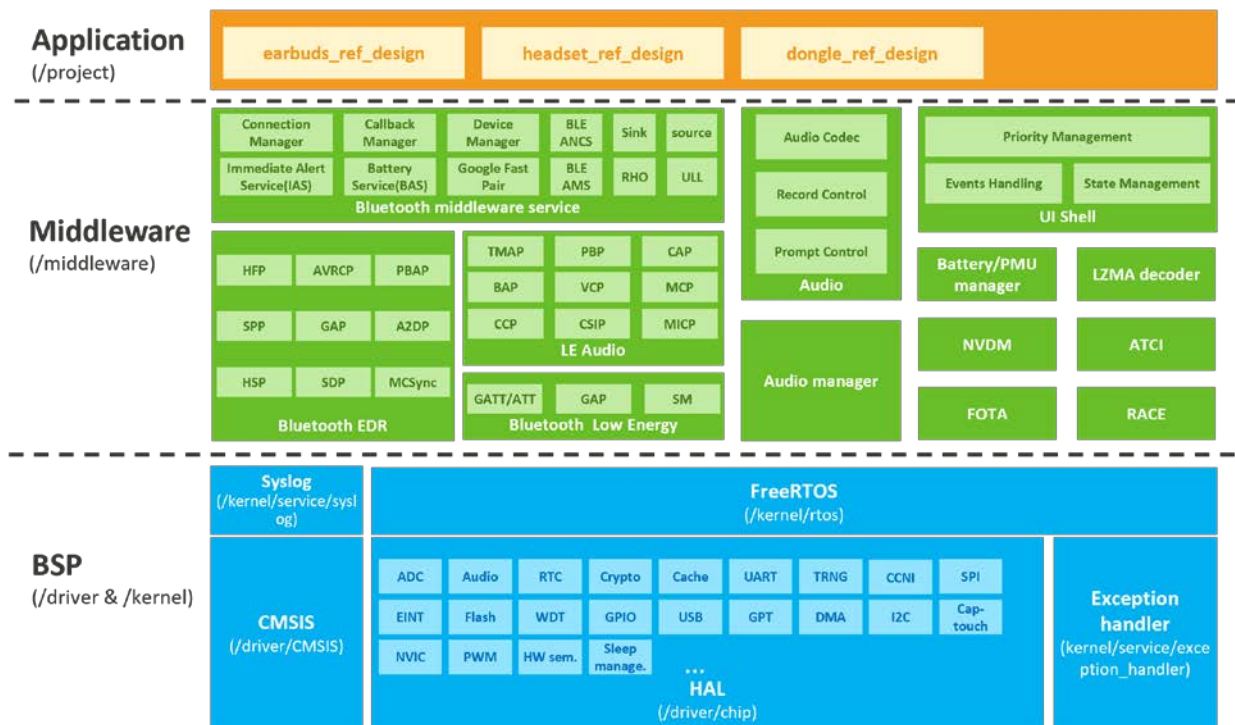 Application
(/project)
earbuds_ref_design
headset_ref_design
dongle_ref_design
Middleware
(/middleware)
Connection
Manager
Callback
Manager
Device
Manager
BLE
ANCS
Sink
source
Immediate Alert
Service(IAS)
Battery
Service(BAS)
Google Fast
Pair
BLE
AMS
RHO
ULL
Bluetooth middleware service
Audio Codec
Record Control
Prompt Control
Audio
Priority Management
Events Handling
State Management
UI Shell
HFP
AVRCP
PBAP
SPP
GAP
A2DP
HSP
SDP
MCSync
Bluetooth EDR
TMAP
PBP
CAP
BAP
VCP
MCP
CCP
CSIP
MICP
LE Audio
GATT/ATT
GAP
SM
Bluetooth Low Energy
Audio manager
Battery/PMU
manager
LZMA decoder
NVDM
ATCI
FOTA
RACE
BSP
(/driver & /kernel)
Syslog
(/kernel/service/sysl
og)
FreeRTOS
(/kernel/rtos)
CMSIS
(/driver/CMSIS)
ADC
Audio
RTC
Crypto
Cache
UART
TRNG
CCNI
SPI
EINT
Flash
WDT
GPIO
USB
GPT
DMA
I2C
Cap-
touch
NVIC
PWM
HW sem.
Sleep
manage.
...
HAL
(/driver/chip)
Exception
handler
(kernel/service/exce
ption_handler)